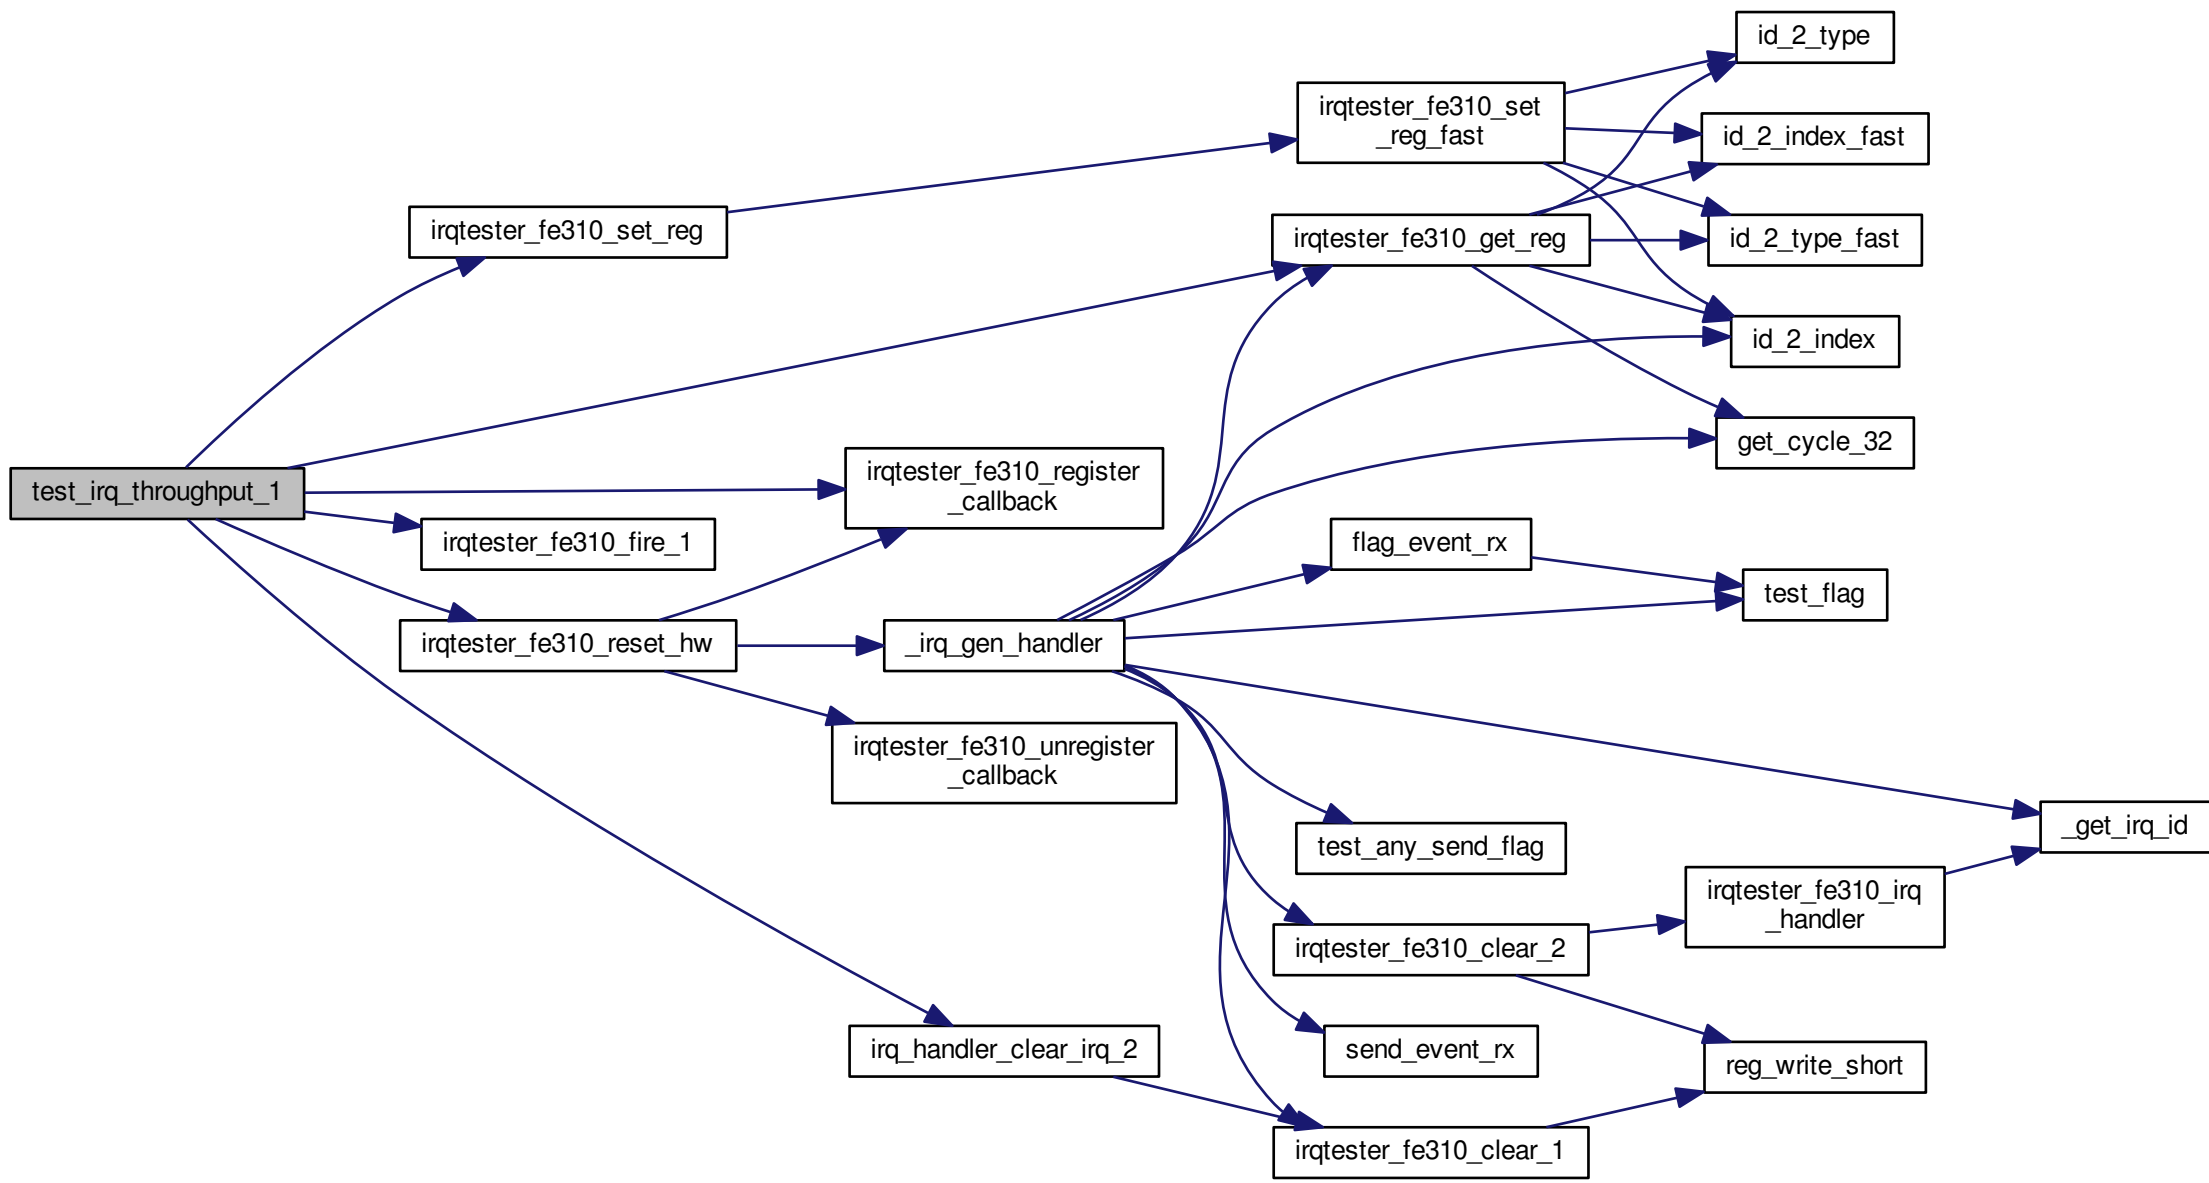 test_irq_throughput_1
irqtester_fe310_set_reg
irqtester_fe310_set
_reg_fast
id_2_type
id_2_index_fast
id_2_type_fast
id_2_index
irqtester_fe310_get_reg
get_cycle_32
irqtester_fe310_register
_callback
irqtester_fe310_fire_1
irqtester_fe310_reset_hw
_irq_gen_handler
flag_event_rx
test_flag
irqtester_fe310_unregister
_callback
test_any_send_flag
_get_irq_id
irqtester_fe310_clear_2
irqtester_fe310_irq
_handler
send_event_rx
reg_write_short
irq_handler_clear_irq_2
irqtester_fe310_clear_1